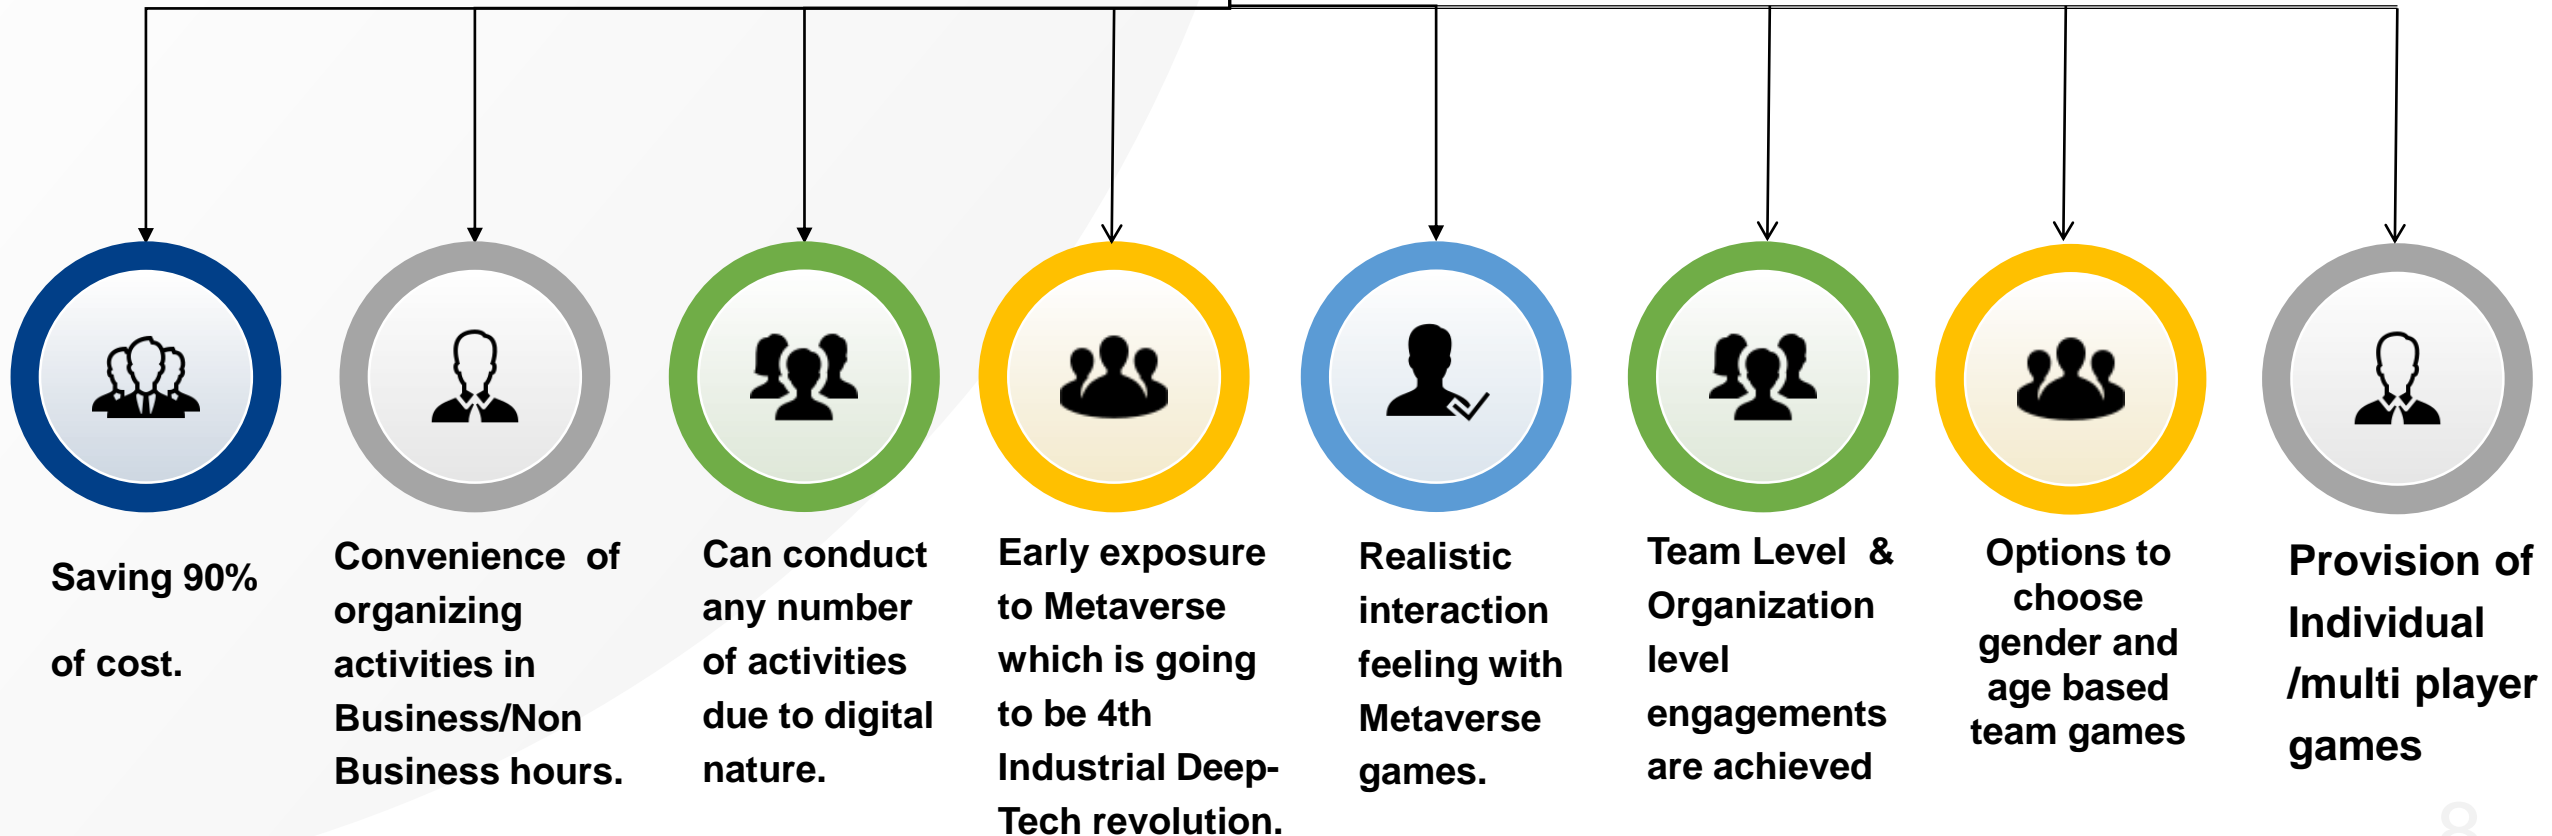 Saving 90%
of cost.
Convenience of
organizing
activities in
Business/Non
Business hours.
Can conduct
any number
of activities
due to digital
nature.
Early exposure
to Metaverse
which is going
to be 4th
Industrial Deep-
Tech revolution.
Realistic
interaction
feeling with
Metaverse
games.
Team Level &
Organization
level
engagements
are achieved
Options to
choose
gender and
age based
team games
Provision of
Individual
/multi player
games
8